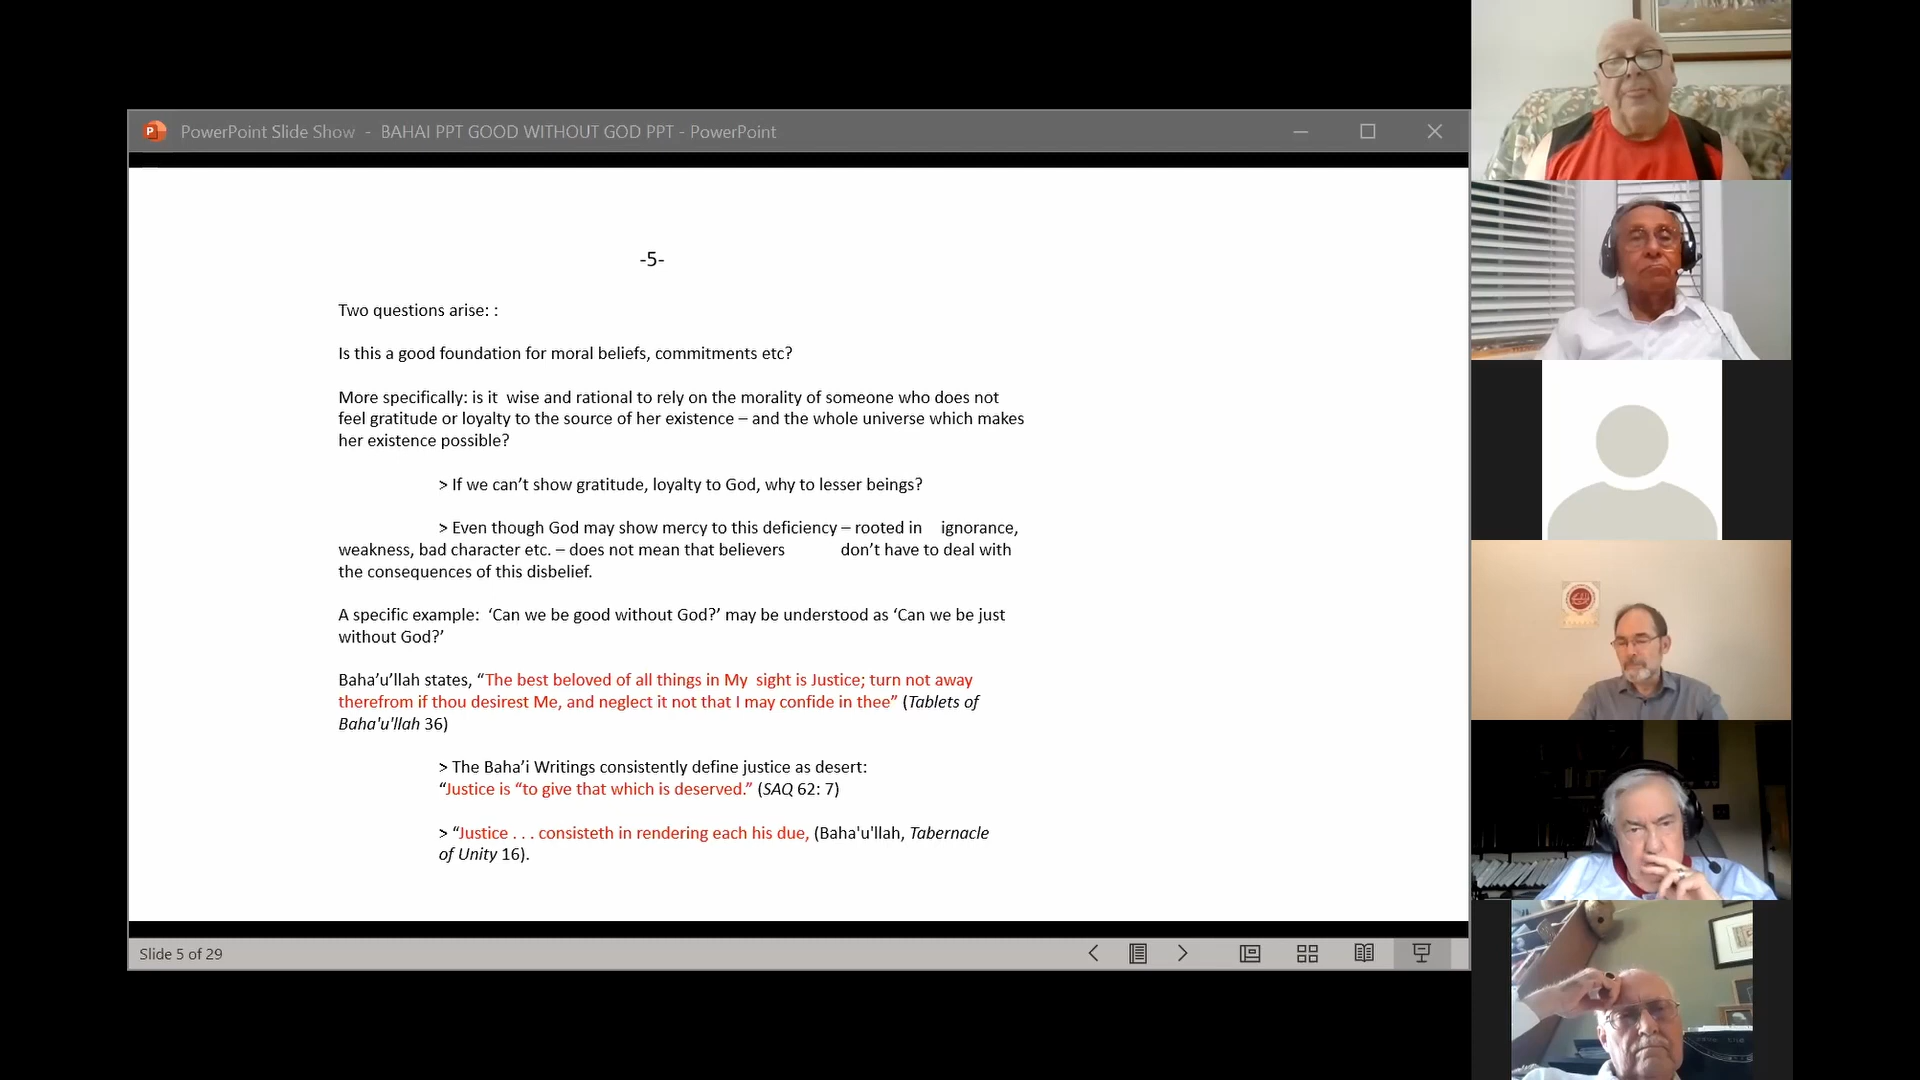 PowerPoint Slide Show - BAHAI PPT GOOD WITHOUT GOD PPT - PowerPoint
-5-
Two questions arise: :
Is this a good foundation for moral beliefs, commitments etc?
More specifically: is it wise and rational to rely on the morality of someone who does not
feel gratitude or loyalty to the source of her existence – and the whole universe which makes
her existence possible?
> If we can’t show gratitude, loyalty to God, why to lesser beings?
> Even though God may show mercy to this deficiency – rooted in ignorance,
weakness, bad character etc. – does not mean that believers don’t have to deal with
the consequences of this disbelief.
A specific example: ‘Can we be good without God?’ may be understood as ‘Can we be just
without God?’
Baha’u’llah states, “The best beloved of all things in My sight is Justice; turn not away
therefrom if thou desirest Me, and neglect it not that I may confide in thee” (Tablets of
Baha'u'llah 36)
> The Baha’i Writings consistently define justice as desert:
“Justice is “to give that which is deserved.” (SAQ 62: 7)
> “Justice . . . consisteth in rendering each his due, (Baha'u'llah, Tabernacle
of Unity 16).
Slide 5 of 29